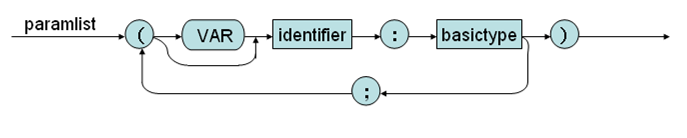 paramlist ( VAR identifier : basictype )
;